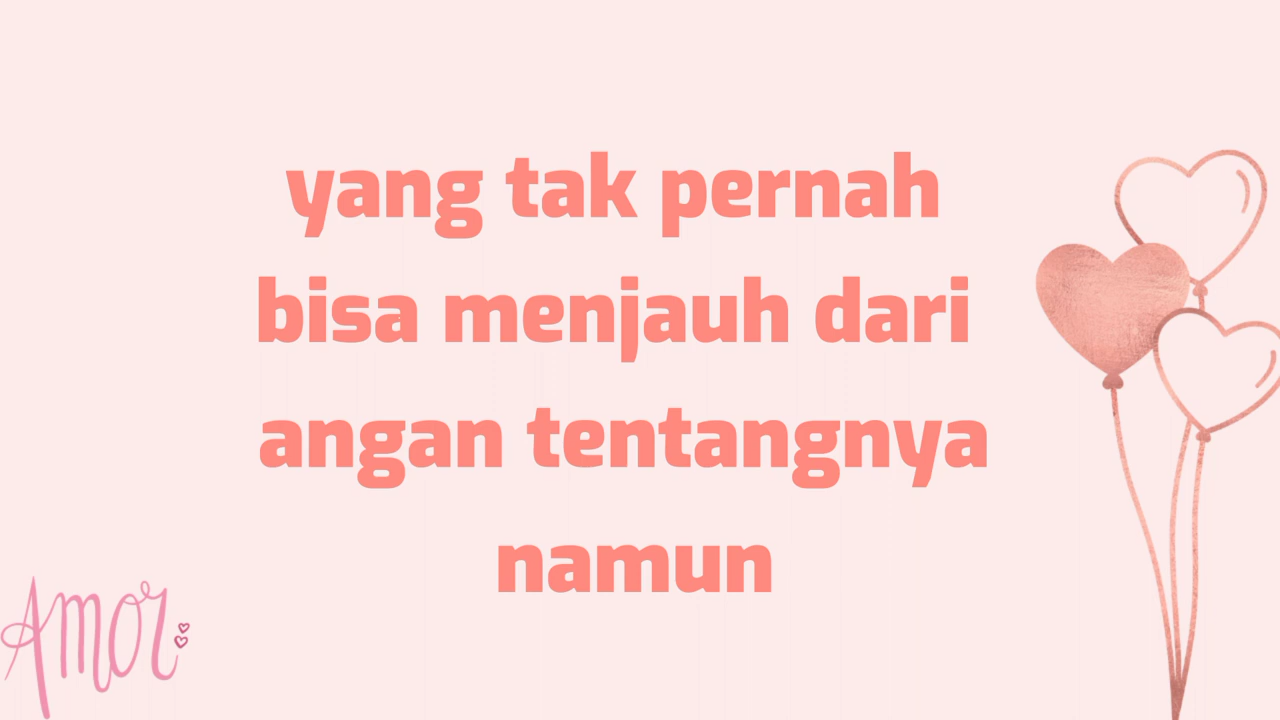 yang tak pernah
bisa menjauh dari
angan tentangnya
namun
Amor